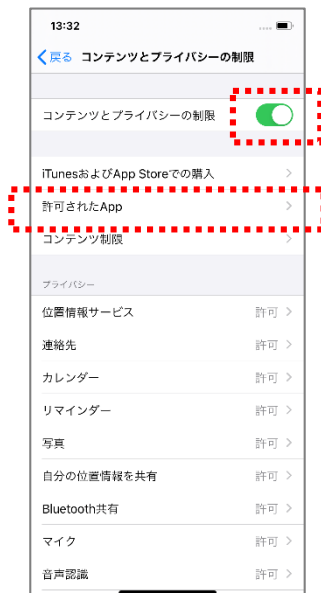 13:32
戻る コンテンツとプライバシーの制限
コンテンツとプライバシーの制限
iTunesおよびApp Storeでの購入
許可されたApp
コンテンツ制限
プライバシー
位置情報サービス 許可
連絡先 許可
カレンダー 許可
リマインダー 許可
写真 許可
自分の位置情報を共有 許可
Bluetooth共有 許可
マイク 許可
音声認識 許可